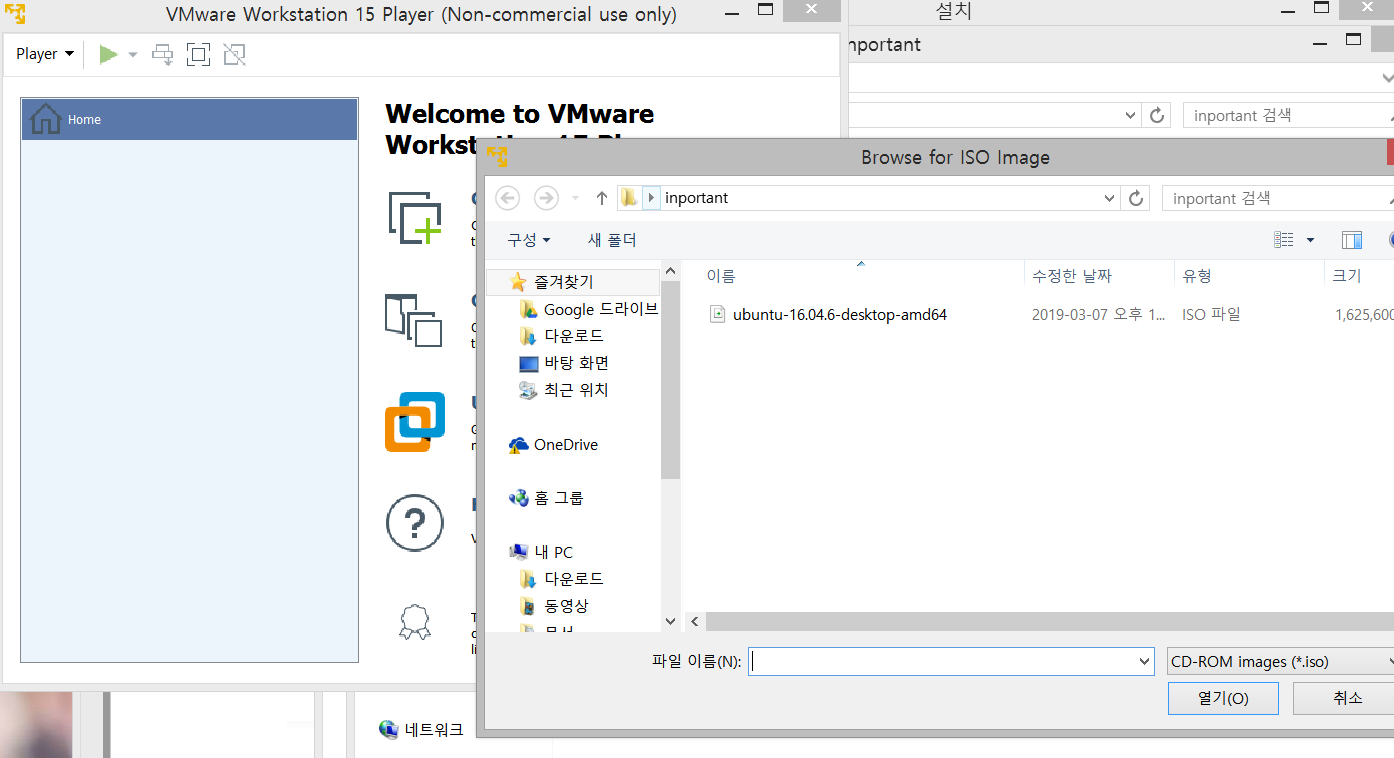 VMware Workstation 15 Player (Non-commercial use only)
설치
Player
inportant
inportant 검색
Home
Welcome to VMware
Browse for ISO Image
inportant
inportant 검색
구성
새 폴더
이름
수정한 날짜
유형
크기
즐겨찾기
Google 드라이브
다운로드
바탕 화면
최근 위치
OneDrive
홈 그룹
내 PC
다운로드
동영상
문서
ubuntu-16.04.6-desktop-amd64
2019-03-07 오후 1...
ISO 파일
1,625,600
파일 이름(N):
CD-ROM images (*.iso)
열기(O)
취소
네트워크